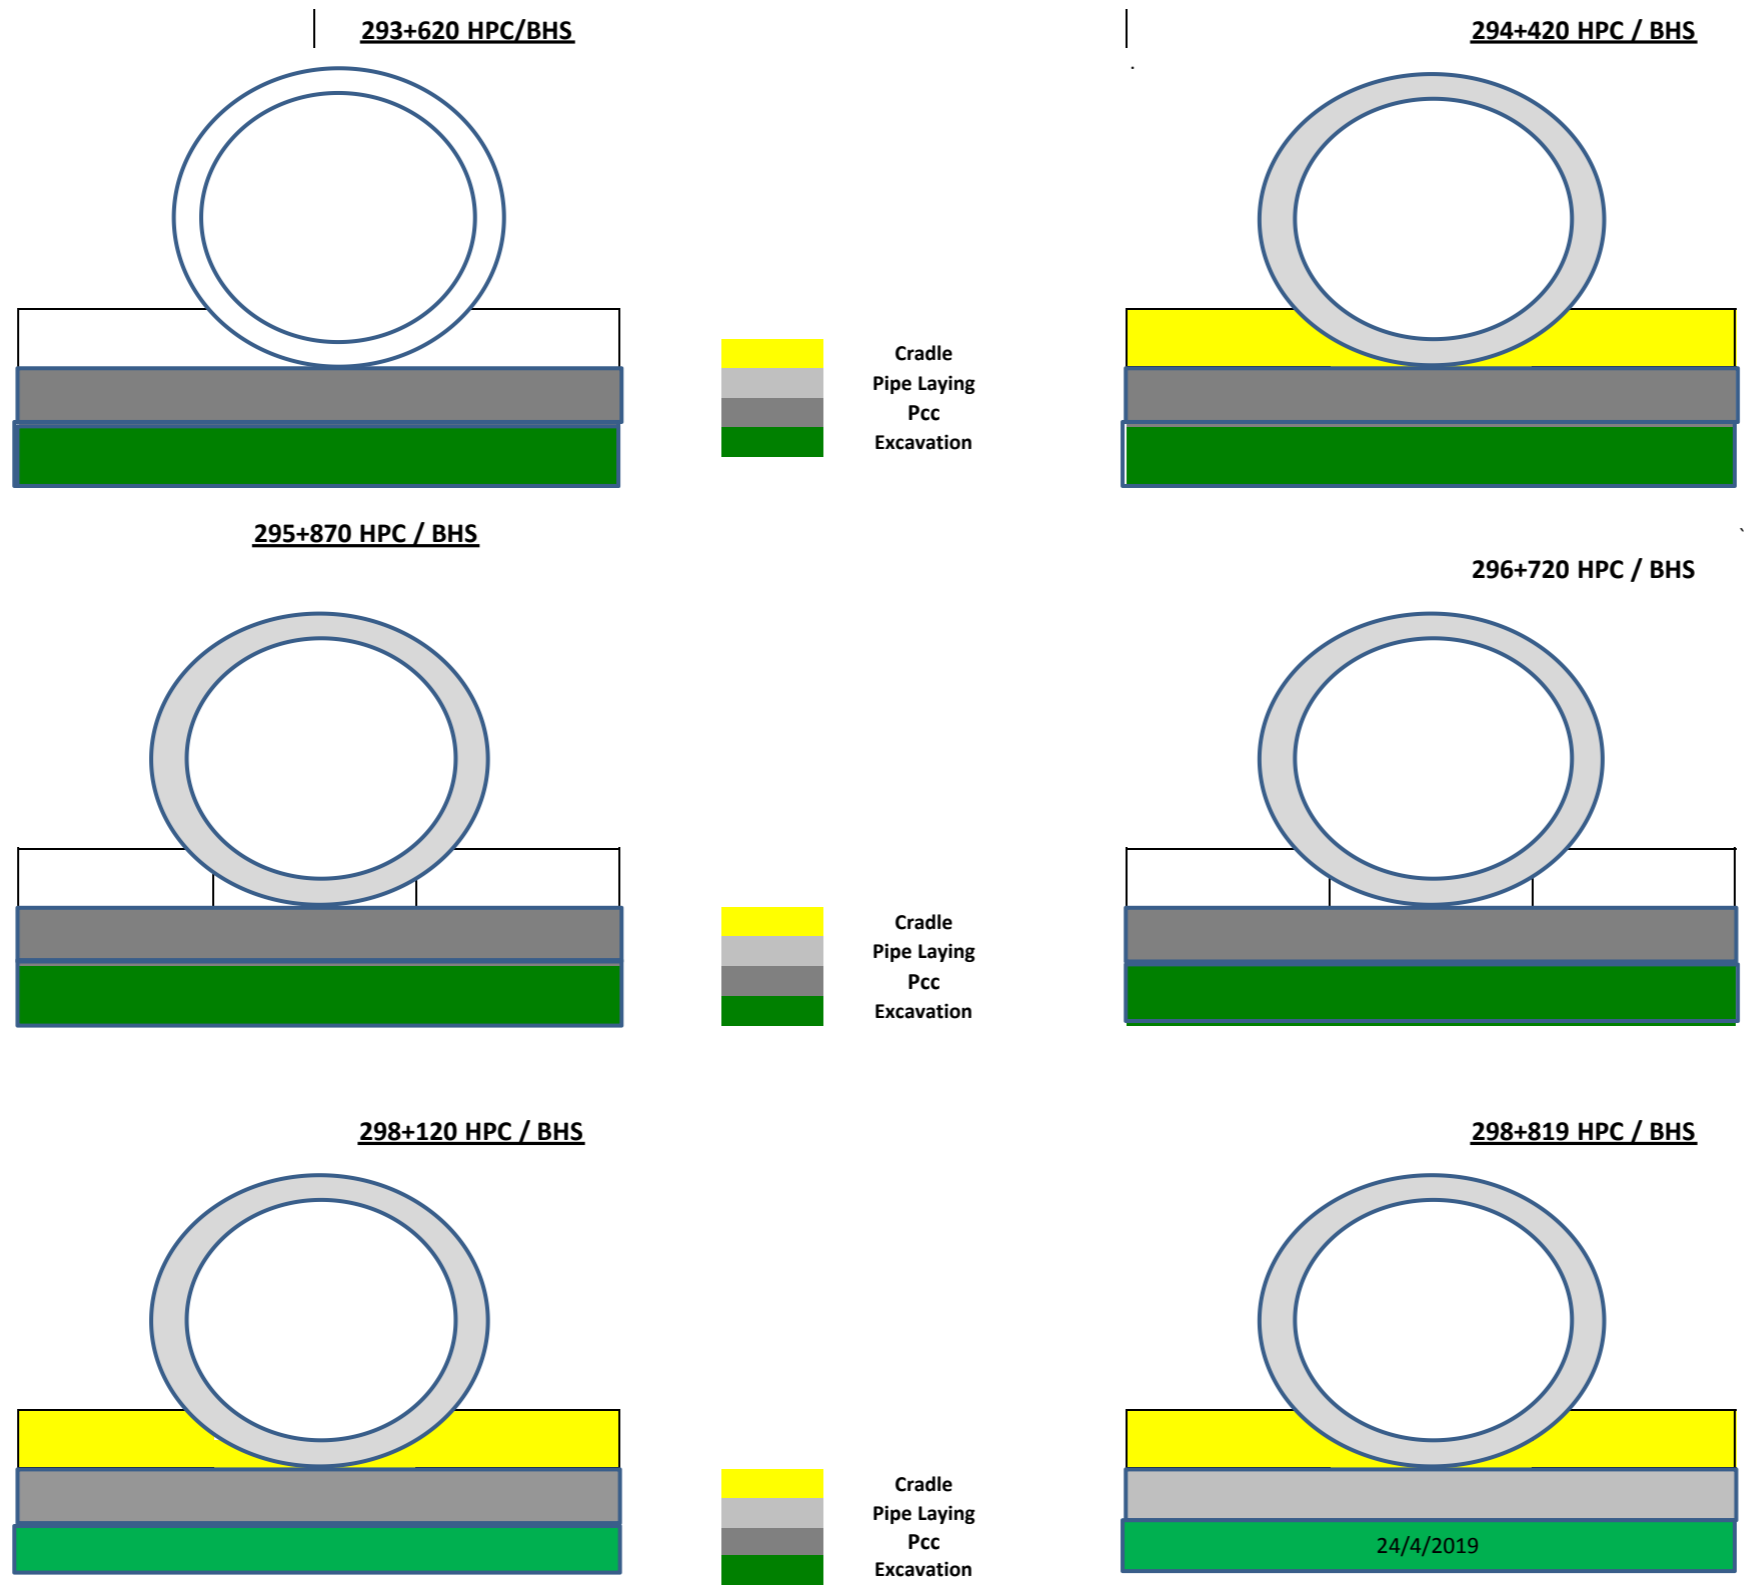 293+620 HPC/BHS
294+420 HPC / BHS
Cradle
Pipe Laying
Pcc
Excavation
295+870 HPC / BHS
296+720 HPC / BHS
Cradle
Pipe Laying
Pcc
Excavation
298+120 HPC / BHS
298+819 HPC / BHS
Cradle
Pipe Laying
Pcc
Excavation
24/4/2019